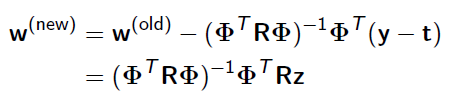 w^(new) = w^(old) − (Φ^T RΦ)^−1 Φ^T (y − t)
= (Φ^T RΦ)^−1 Φ^T Rz